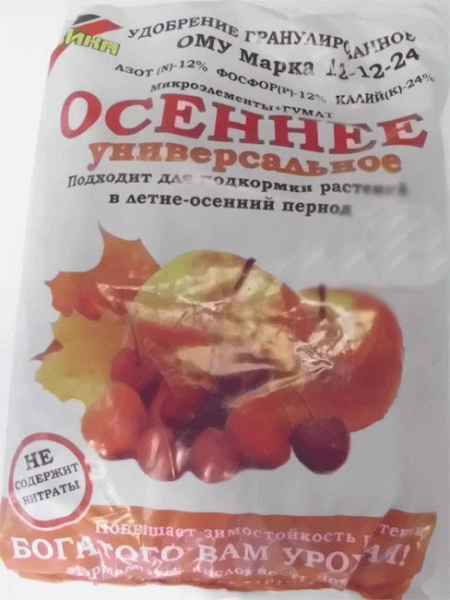 ИКА
УДОБРЕНИЕ ГРАНУЛИРОВАННОЕ
ОМУ Марка 12-12-24
АЗОТ (N)-12% ФОСФОР(P)-12% КАЛИЙ(K)-24%
МИКРОЭЛЕМЕНТЫ+ГУМАТ
ОСЕННЕЕ
универсальное
Подходит для подкормки растений
в летне-осенний период
НЕ
СОДЕРЖИТ
НИТРАТЫ
Повышает зимостойкость
БОГАТОГО ВАМ УРОЖАЯ!